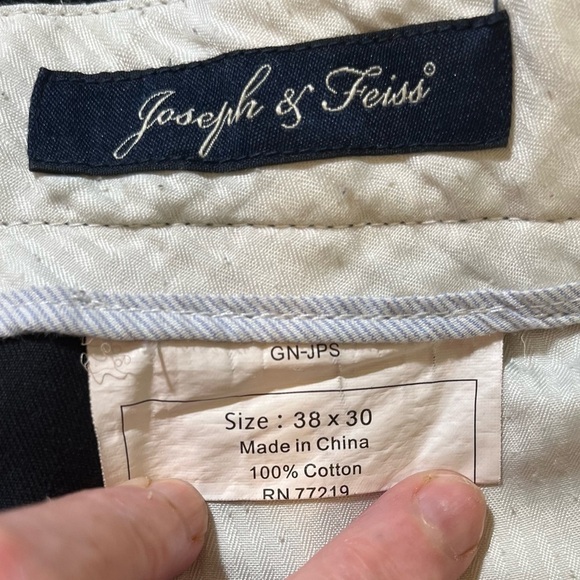 Joseph & Feiss®
GN-JPS
Size : 38 x 30
Made in China
100% Cotton
RN 77219